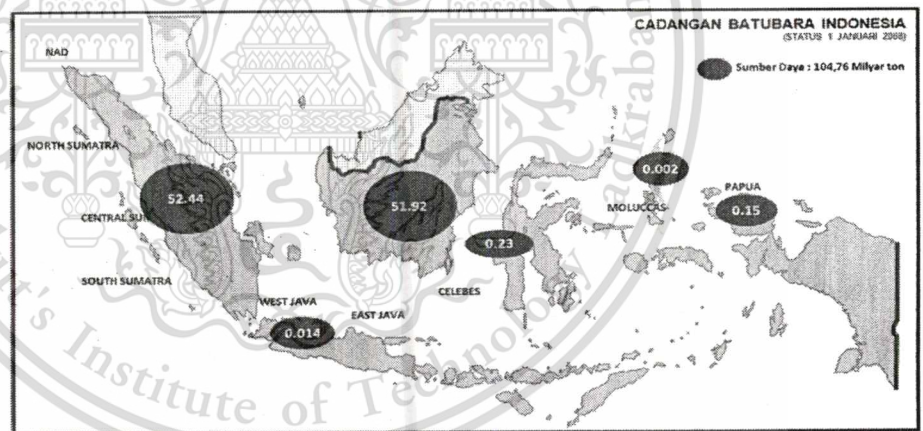 CADANGAN BATUBARA INDONESIA
(STATUS 1 JANUARI 2008)
Sumber Daya : 104,76 Milyar ton
NAD
NORTH SUMATRA
52.44
CENTRAL SU
SOUTH SUMATRA
51.92
0.23
CELEBES
0.002
MOLUCCAS
PAPUA
0.15
WEST JAVA
EAST JAVA
0.014
Institute of Technology Ladkrabang